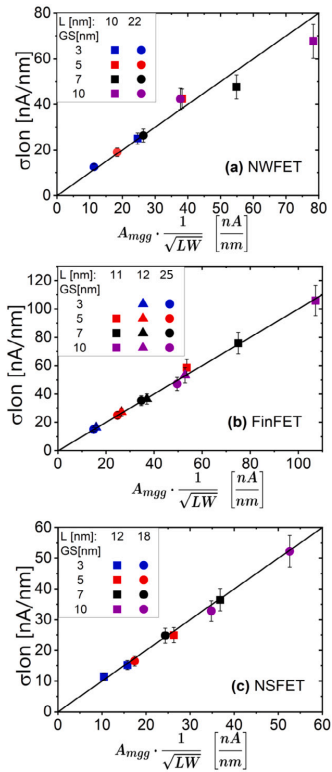 80
60
40
20
0
σIon [nA/nm]
L [nm]: 10 22
GS[nm]
3
5
7
10
(a) NWFET
0 10 20 30 40 50 60 70 80
A_mgg · 1/√LW [nA/nm]
120
100
80
60
40
20
0
σIon [nA/nm]
L [nm]: 11 12 25
GS[nm]
3
5
7
10
(b) FinFET
0 20 40 60 80 100
A_mgg · 1/√LW [nA/nm]
60
50
40
30
20
10
0
σIon [nA/nm]
L [nm]: 12 18
GS[nm]
3
5
7
10
(c) NSFET
0 10 20 30 40 50 60
A_mgg · 1/√LW [nA/nm]